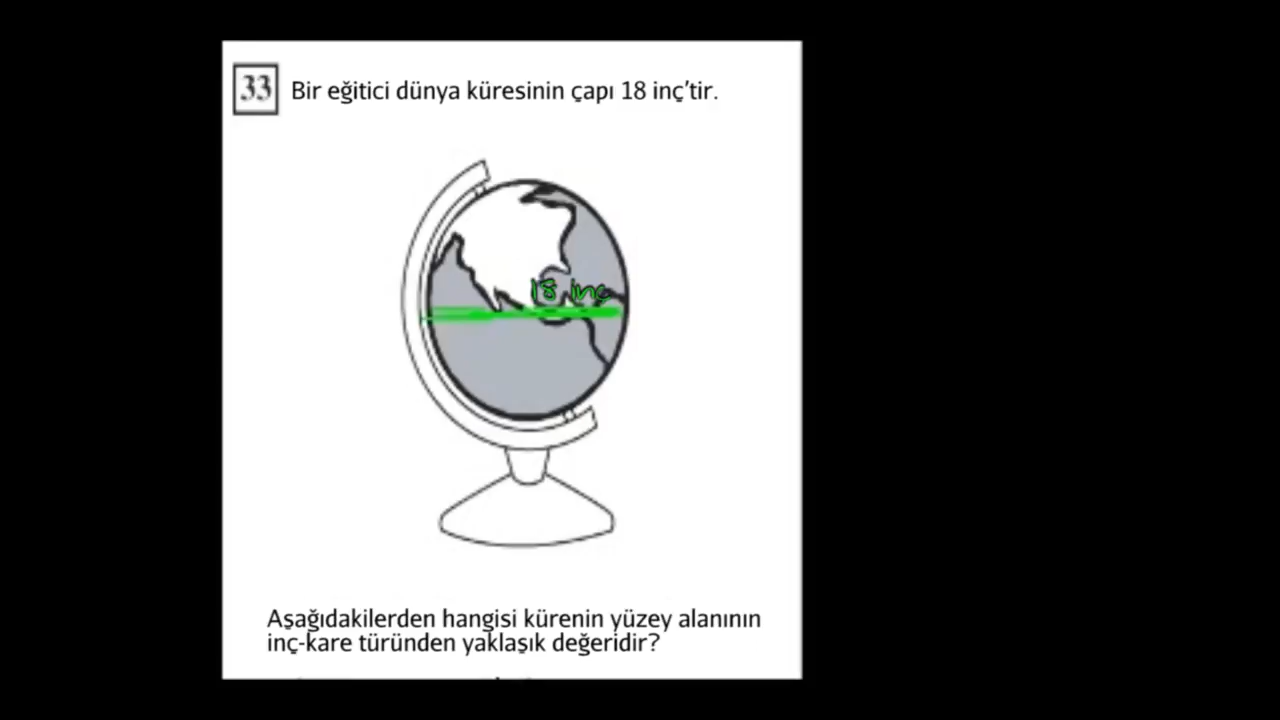 33 Bir eğitici dünya küresinin çapı 18 inç'tir.
18 inç
Aşağıdakilerden hangisi kürenin yüzey alanının
inç-kare türünden yaklaşık değeridir?